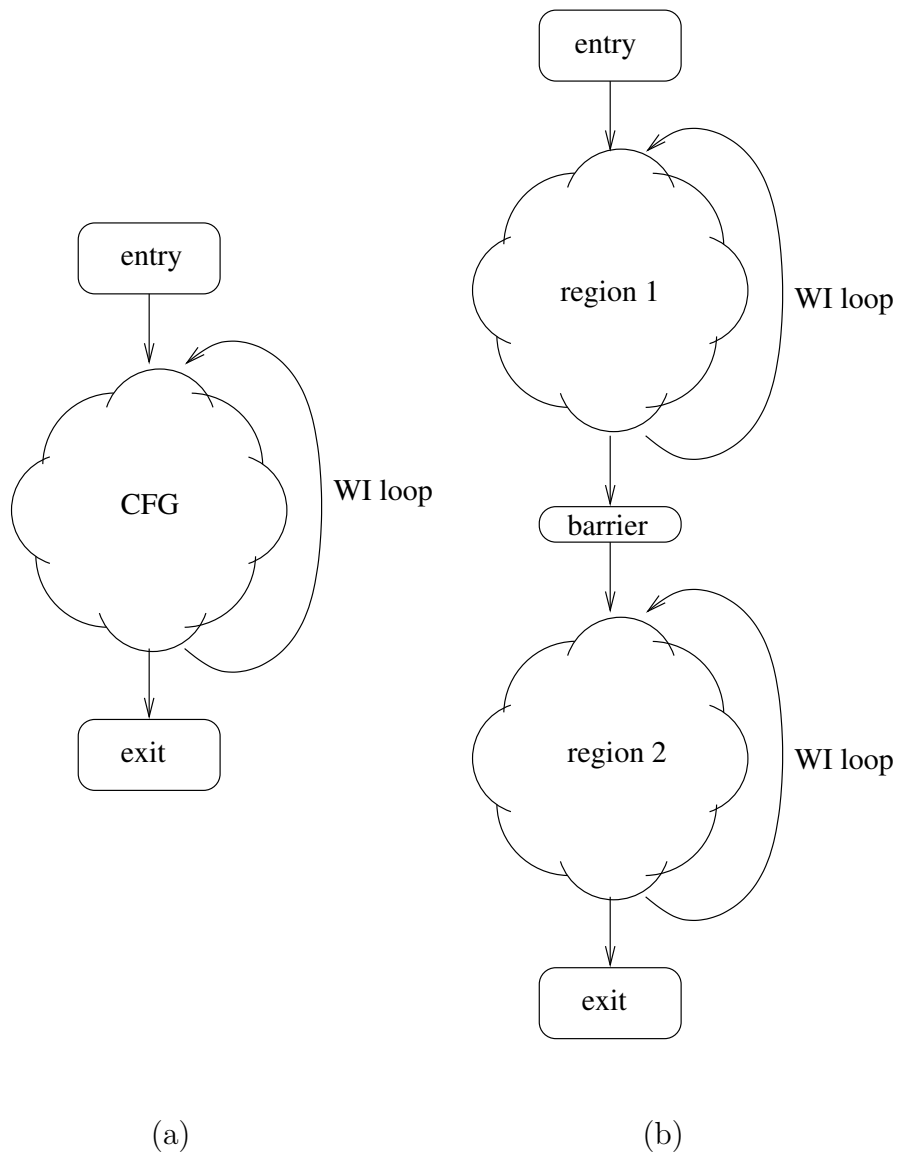 entry
CFG
WI loop
exit
(a)
entry
region 1
WI loop
barrier
region 2
WI loop
exit
(b)